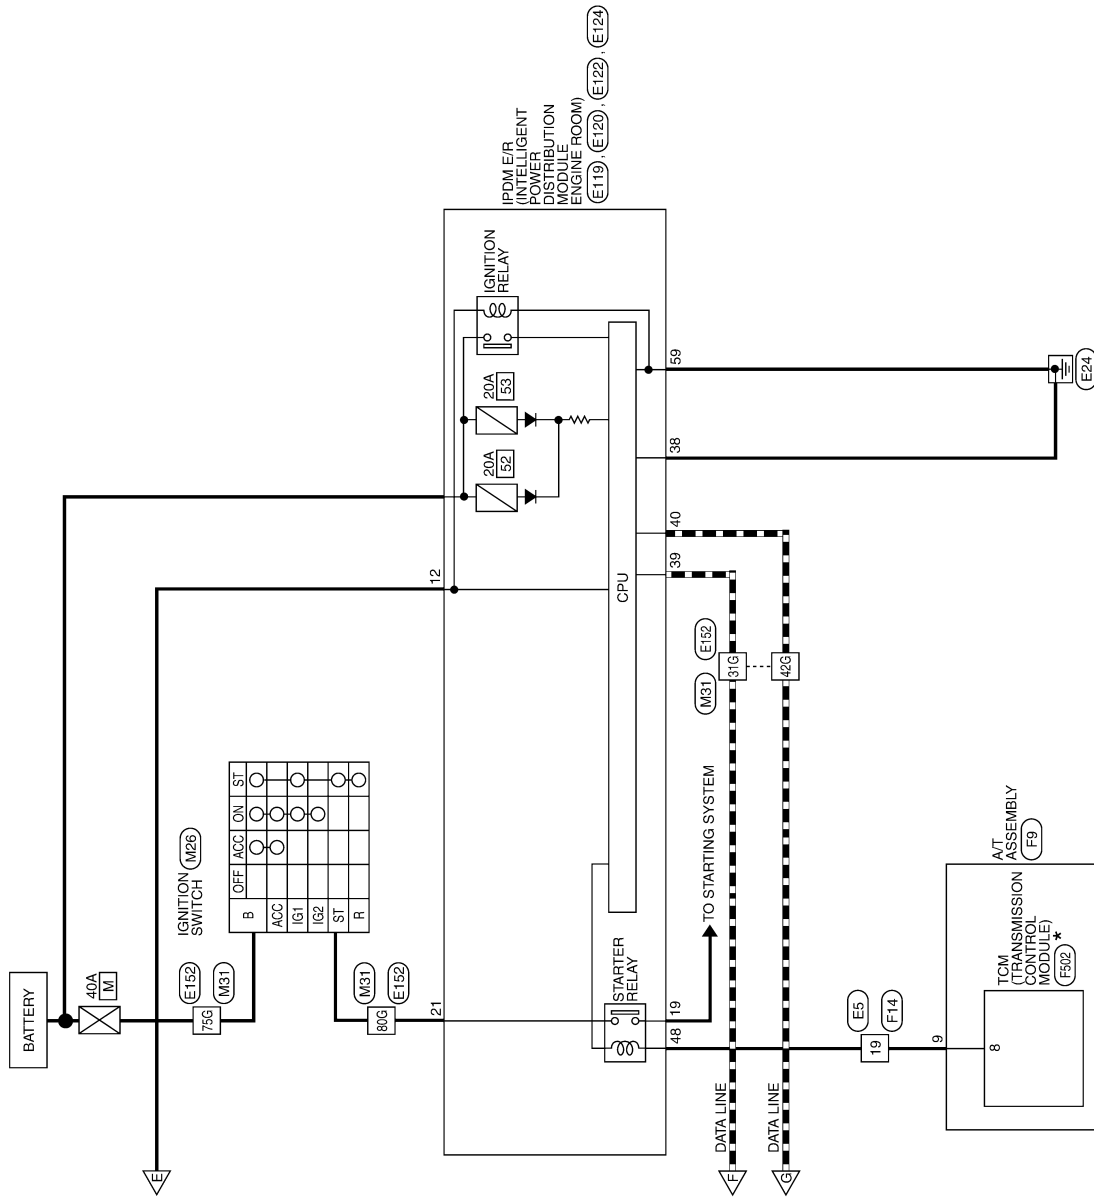 IPDM E/R
(INTELLIGENT
POWER
DISTRIBUTION
MODULE
ENGINE ROOM)
E119 , E120 , E122 , E124
IGNITION
RELAY
20A
53
20A
52
59
38
E24
40
39
12
CPU
E152
M31
31G
42G
IGNITION
SWITCH
M26
OFF ACC ON ST
B
ACC
IG1
IG2
ST
R
TO STARTING SYSTEM
A/T
ASSEMBLY
F9
TCM
(TRANSMISSION
CONTROL
MODULE)
*
F502
BATTERY
40A
M
E152
M31
75G
M31
E152
80G
21
STARTER
RELAY
19
48
E5
F14
19
9
8
E
DATA LINE
F
DATA LINE
G